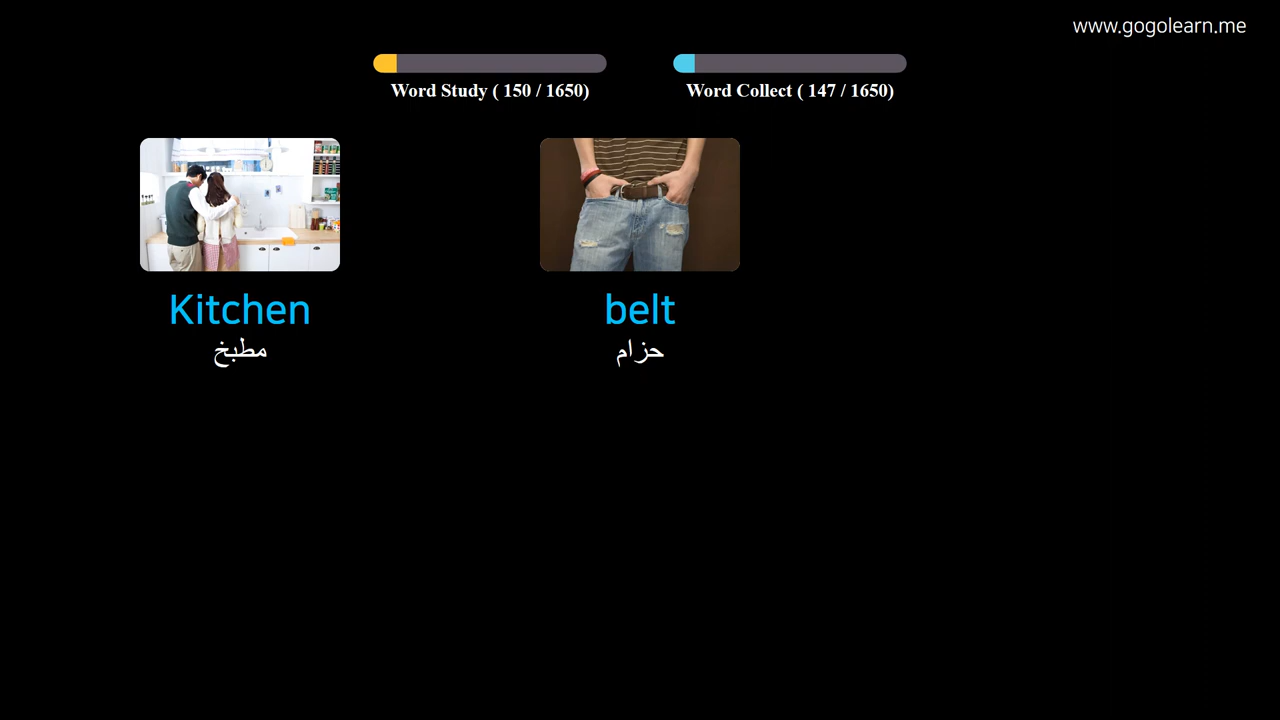 www.gogolearn.me
Word Study ( 150 / 1650)
Word Collect ( 147 / 1650)
Kitchen
مطبخ
belt
حزام